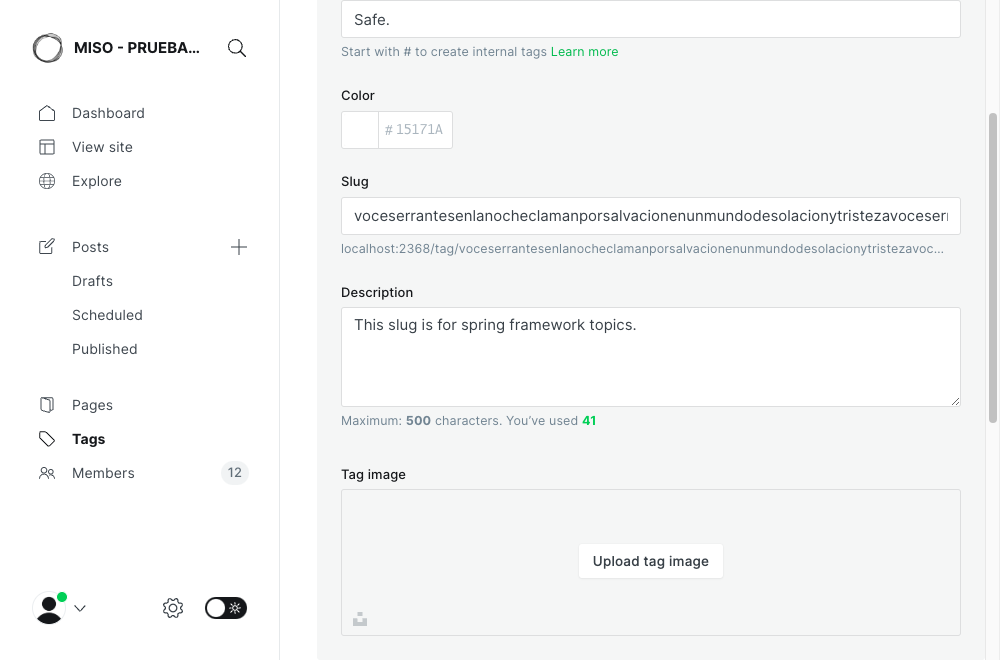 MISO - PRUEBA...
Dashboard
View site
Explore
Posts
Drafts
Scheduled
Published
Pages
Tags
Members
12
Safe.
Start with # to create internal tags Learn more
Color
# 15171A
Slug
voceserrantesenlanocheclamanporsalvacionenunmundodesolacionytristezavoceserr
localhost:2368/tag/voceserrantesenlanocheclamanporsalvacionenunmundodesolacionytristezavoc...
Description
This slug is for spring framework topics.
Maximum: 500 characters. You’ve used 41
Tag image
Upload tag image